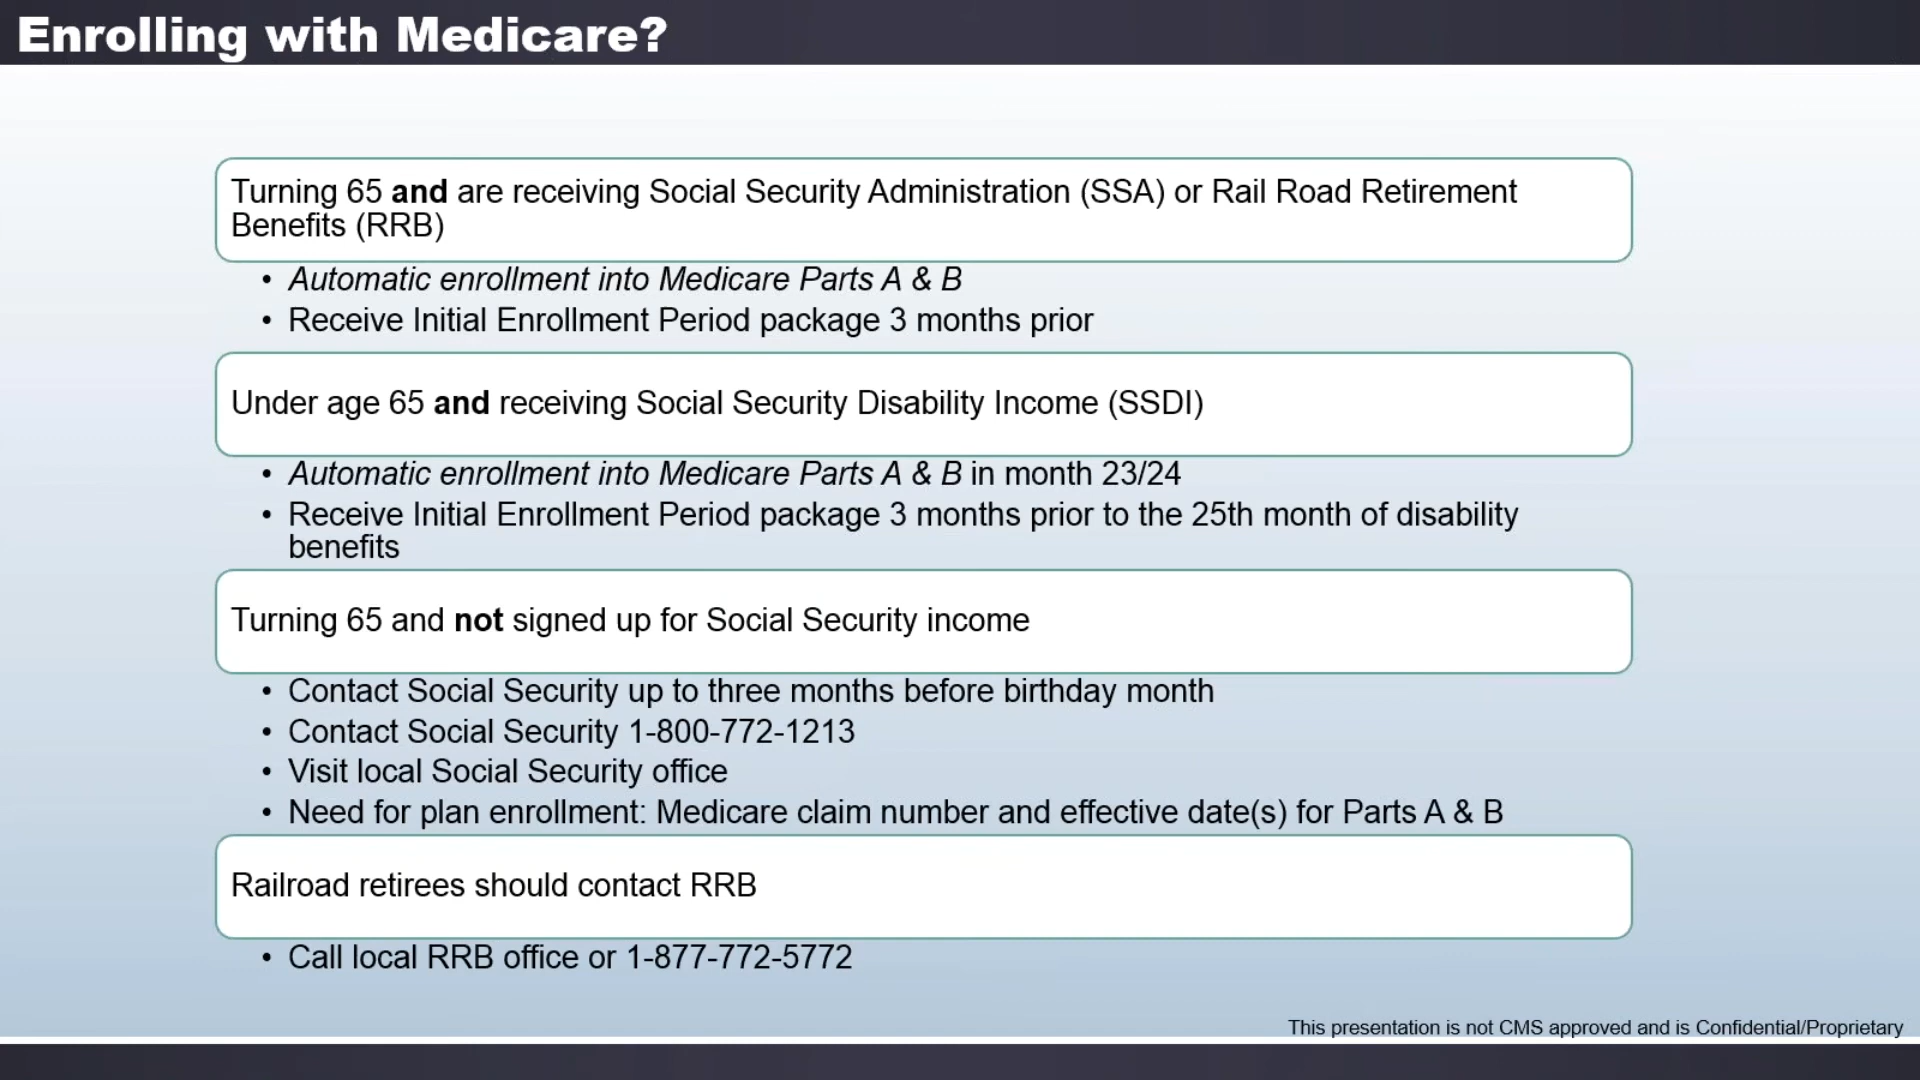 Enrolling with Medicare?
Turning 65 and are receiving Social Security Administration (SSA) or Rail Road Retirement
Benefits (RRB)
• Automatic enrollment into Medicare Parts A & B
• Receive Initial Enrollment Period package 3 months prior
Under age 65 and receiving Social Security Disability Income (SSDI)
• Automatic enrollment into Medicare Parts A & B in month 23/24
• Receive Initial Enrollment Period package 3 months prior to the 25th month of disability
benefits
Turning 65 and not signed up for Social Security income
• Contact Social Security up to three months before birthday month
• Contact Social Security 1-800-772-1213
• Visit local Social Security office
• Need for plan enrollment: Medicare claim number and effective date(s) for Parts A & B
Railroad retirees should contact RRB
• Call local RRB office or 1-877-772-5772
This presentation is not CMS approved and is Confidential/Proprietary